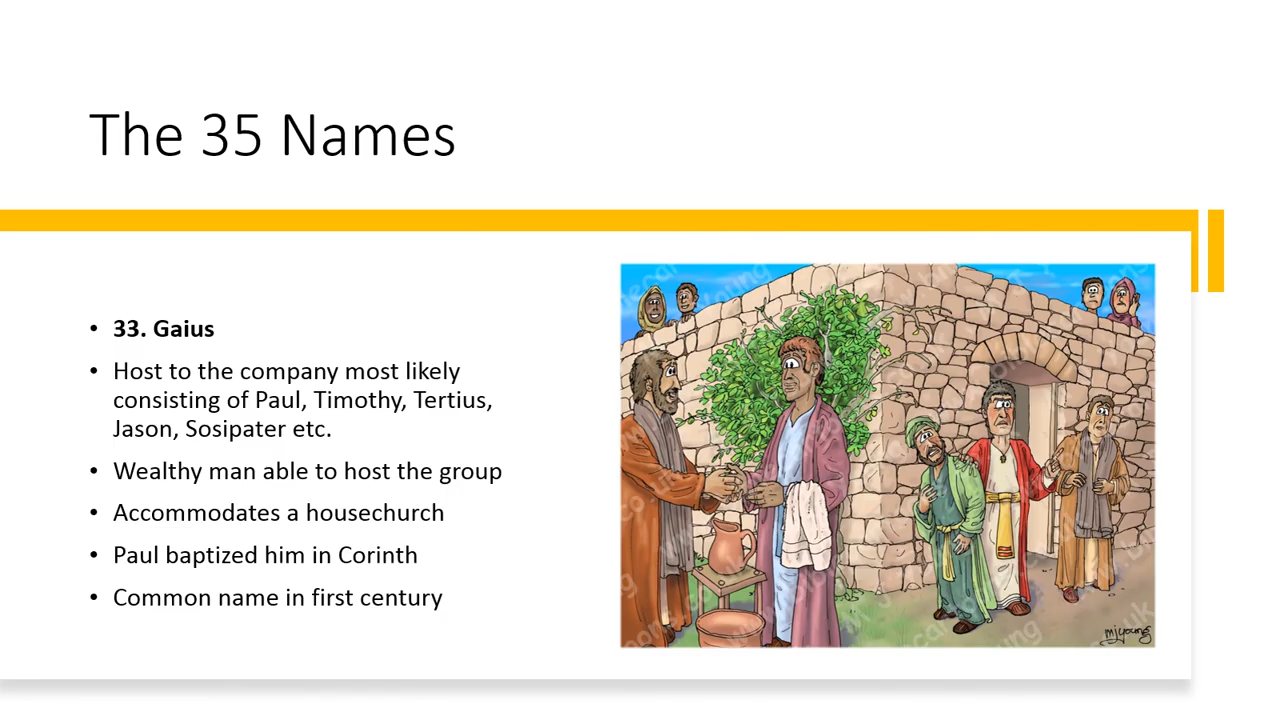 The 35 Names
• 33. Gaius
• Host to the company most likely
consisting of Paul, Timothy, Tertius,
Jason, Sosipater etc.
• Wealthy man able to host the group
• Accommodates a housechurch
• Paul baptized him in Corinth
• Common name in first century
mjyoung